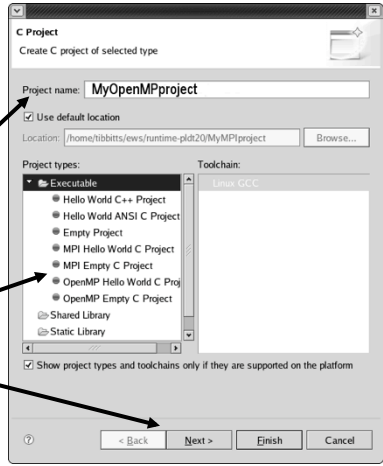 C Project
Create C project of selected type
Project name: MyOpenMPproject
Use default location
Location: /home/tibbitts/ews/runtime-pldt20/MyMPIproject Browse...
Project types: Toolchain:
Executable Linux GCC
Hello World C++ Project
Hello World ANSI C Project
Empty Project
MPI Hello World C Project
MPI Empty C Project
OpenMP Hello World C Proj
OpenMP Empty C Project
Shared Library
Static Library
Show project types and toolchains only if they are supported on the platform
? < Back Next > Finish Cancel